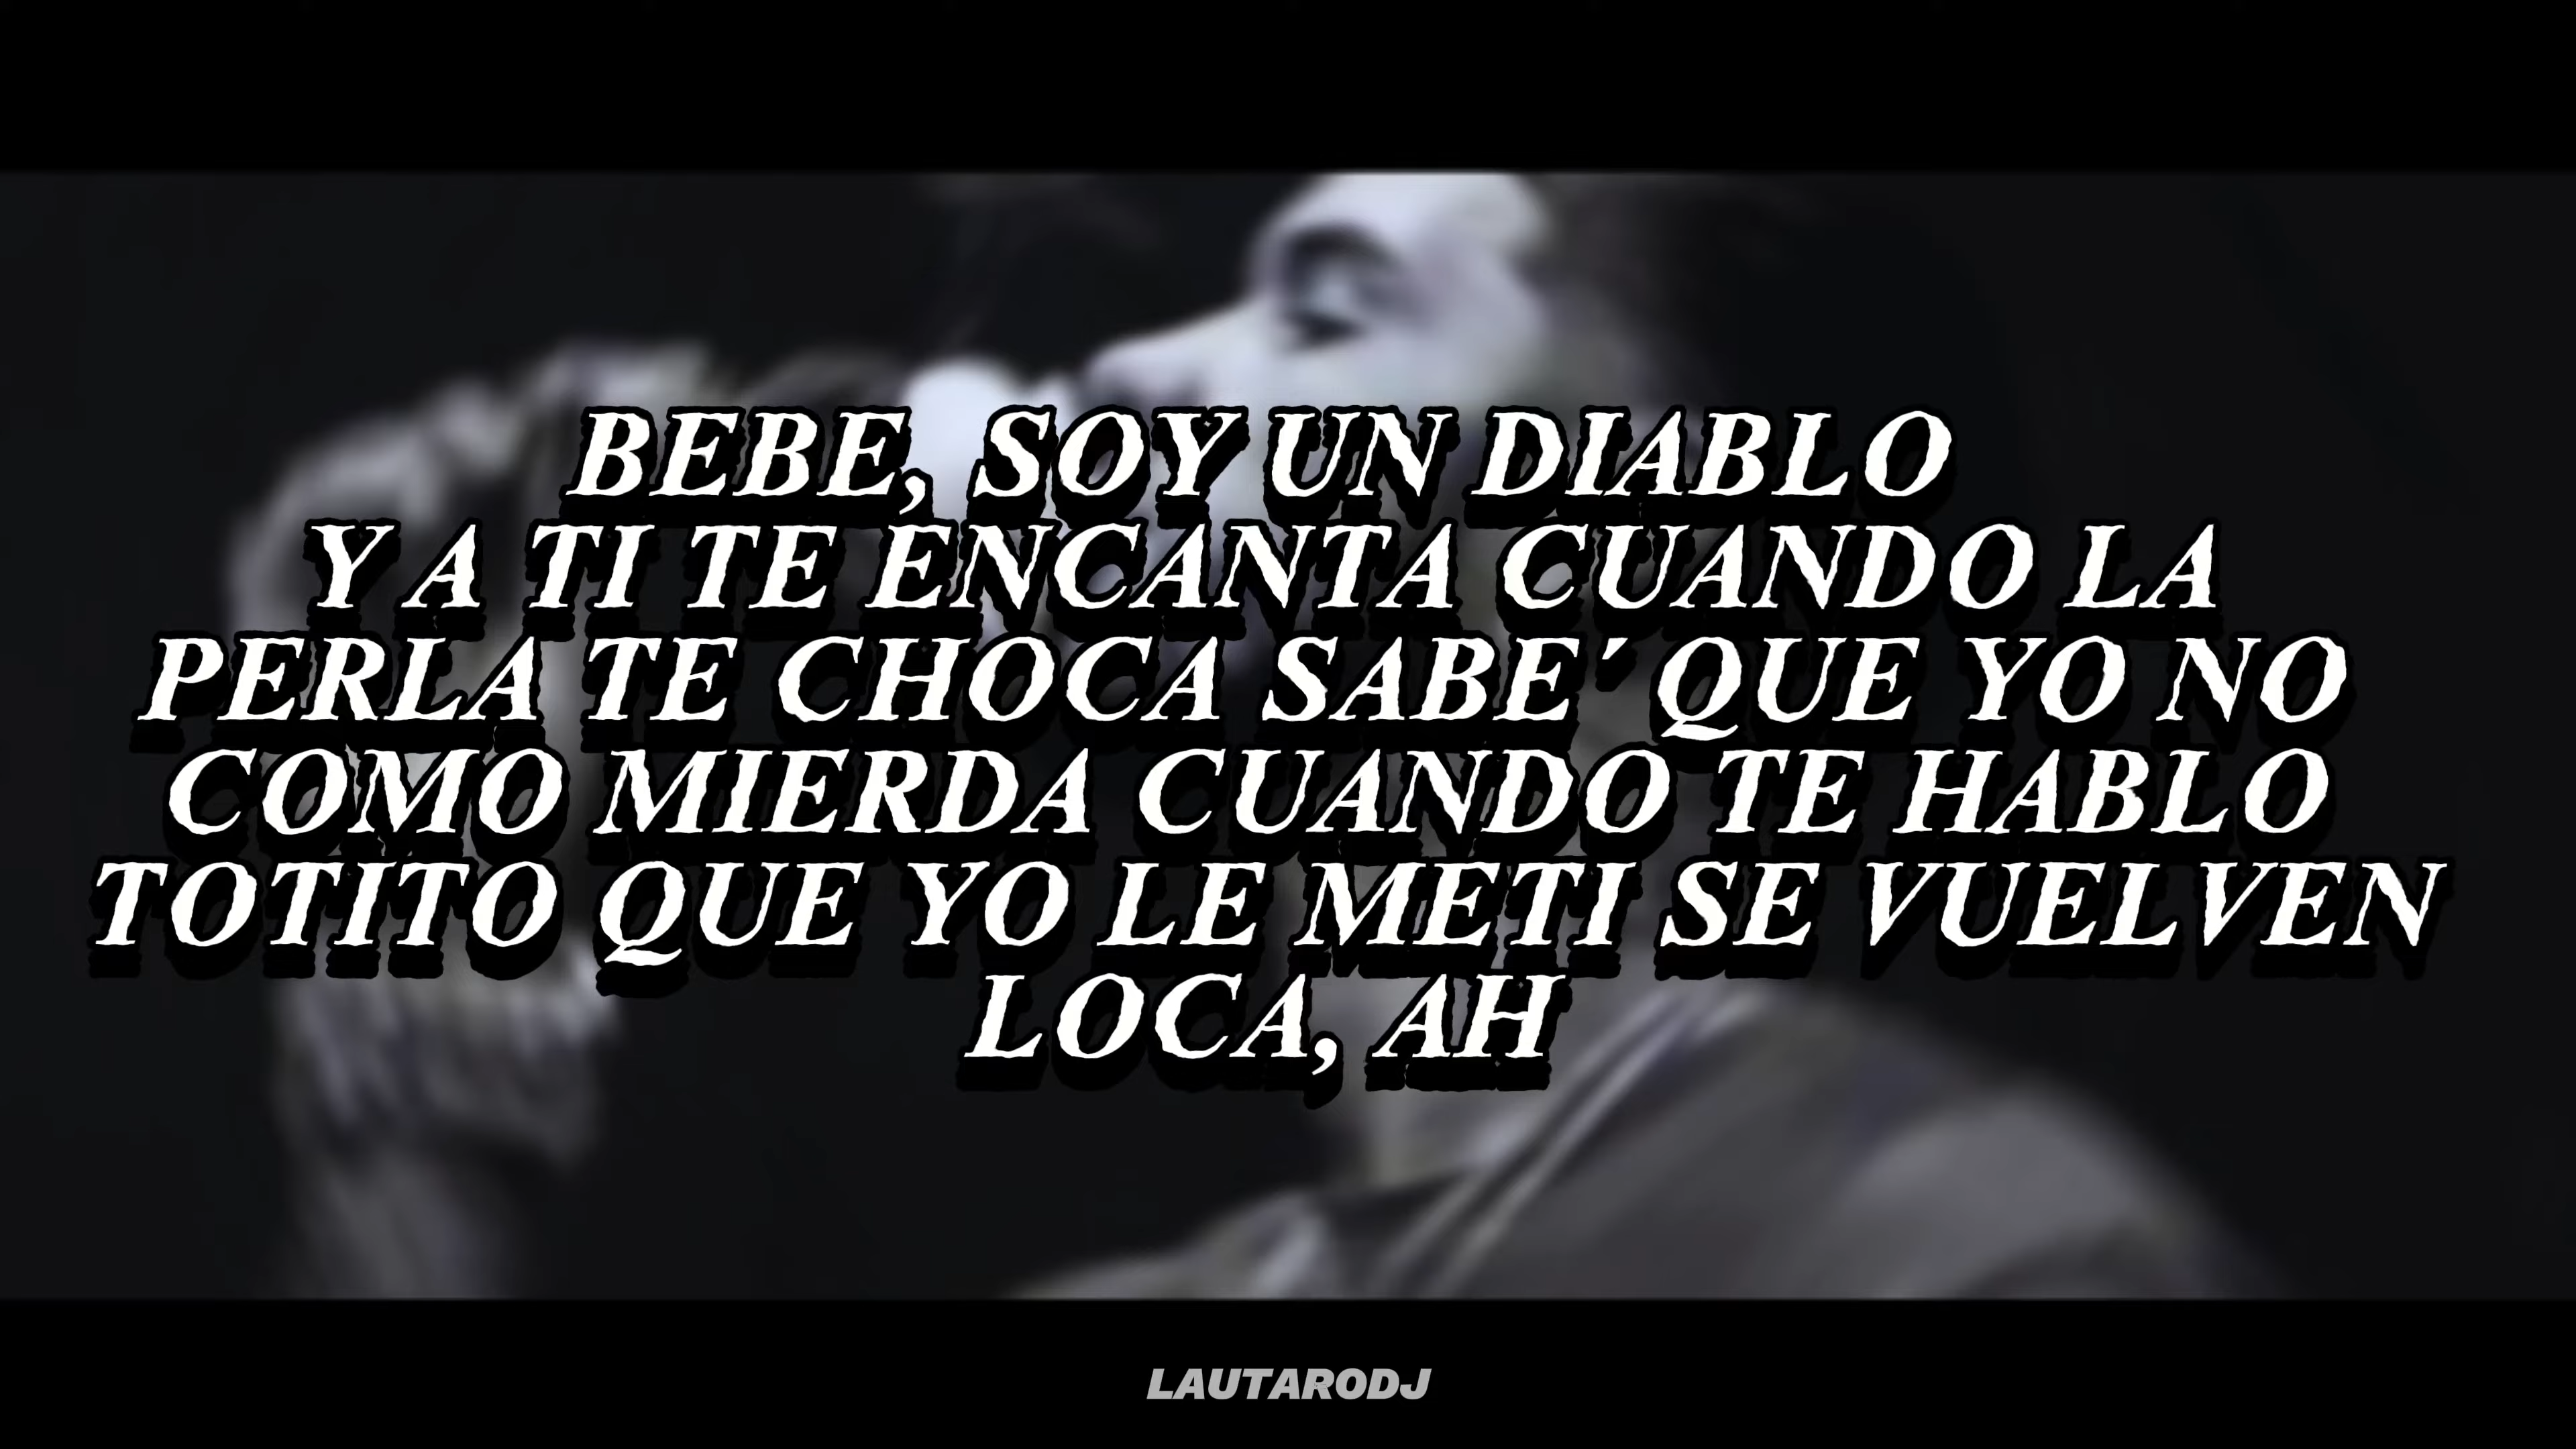 BEBE, SOY UN DIABLO
Y A TI TE ENCANTA CUANDO LA
PERLA TE CHOCA SABE´ QUE YO NO
COMO MIERDA CUANDO TE HABLO
TOTITO QUE YO LE METI SE VUELVEN
LOCA, AH
LAUTARODJ